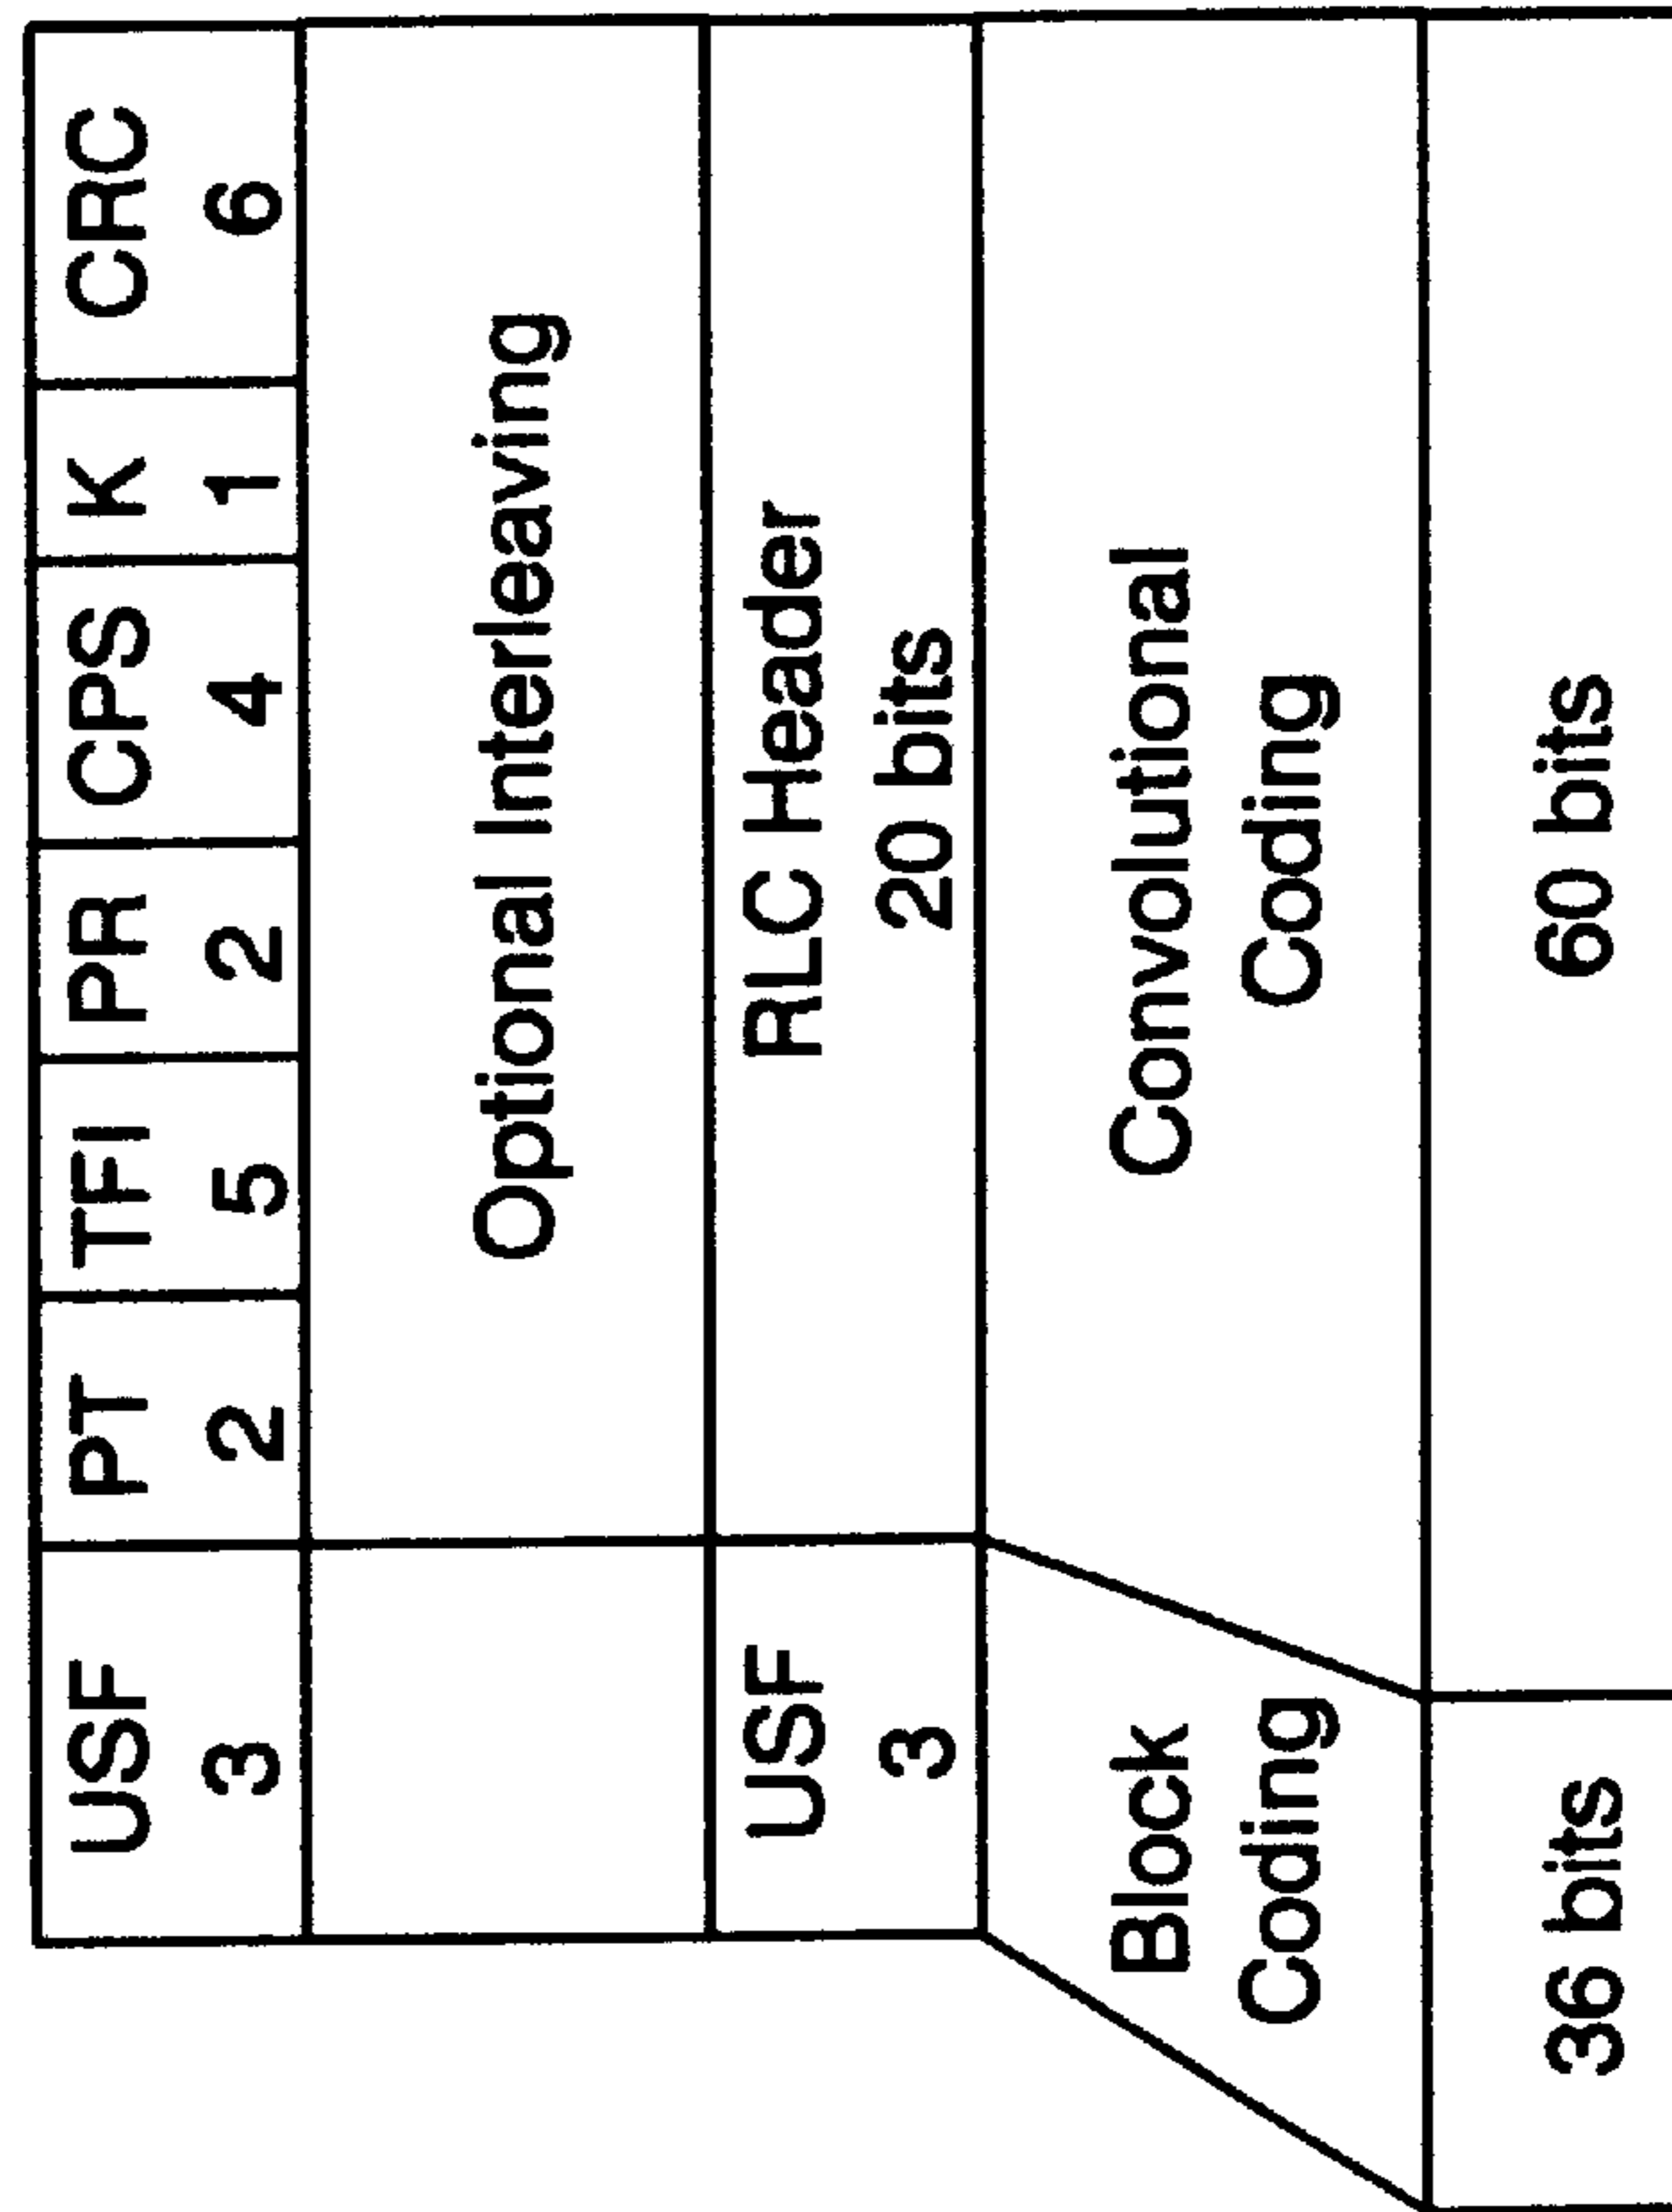 USF PT TFI PR CPS K CRC
3 2 5 2 4 1 6
Optional Interleaving
USF RLC Header
3 20 bits
Block Convolutional
Coding Coding
36 bits 60 bits